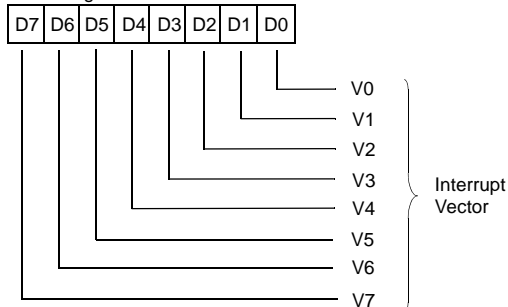 D7 D6 D5 D4 D3 D2 D1 D0
V0
V1
V2
V3
V4
V5
V6
V7
Interrupt
Vector